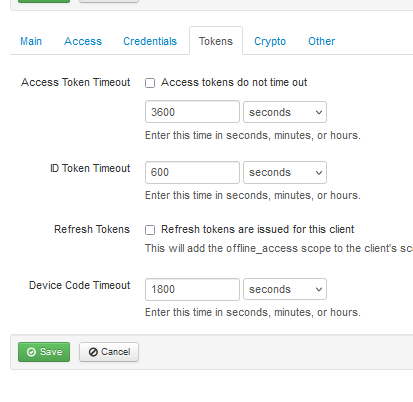 Main Access Credentials Tokens Crypto Other
Access Token Timeout Access tokens do not time out
3600 seconds
Enter this time in seconds, minutes, or hours.
ID Token Timeout 600 seconds
Enter this time in seconds, minutes, or hours.
Refresh Tokens Refresh tokens are issued for this client
This will add the offline_access scope to the client's
Device Code Timeout 1800 seconds
Enter this time in seconds, minutes, or hours.
Save Cancel